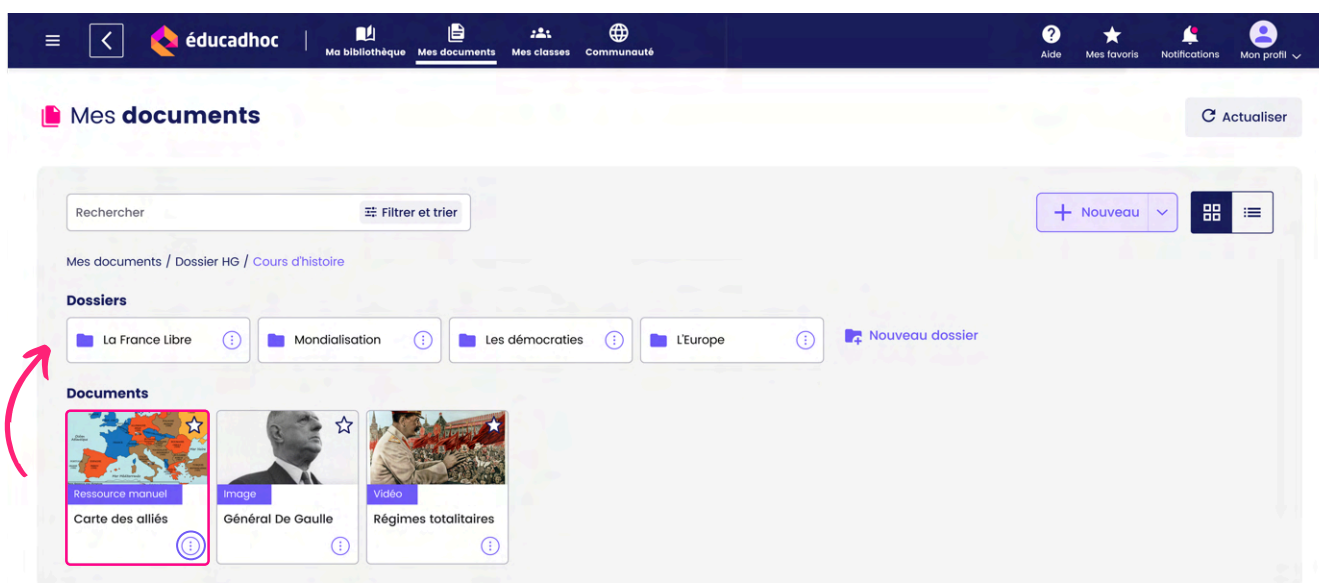 éducadhoc
Ma bibliothèque Mes documents Mes classes Communauté
Aide Mes favoris Notifications Mon profil
Mes documents
Actualiser
Rechercher Filtrer et trier
Nouveau
Mes documents / Dossier HG / Cours d'histoire
Dossiers
La France Libre Mondialisation Les démocraties L'Europe Nouveau dossier
Documents
Ressource manuel Image Vidéo
Carte des alliés Général De Gaulle Régimes totalitaires